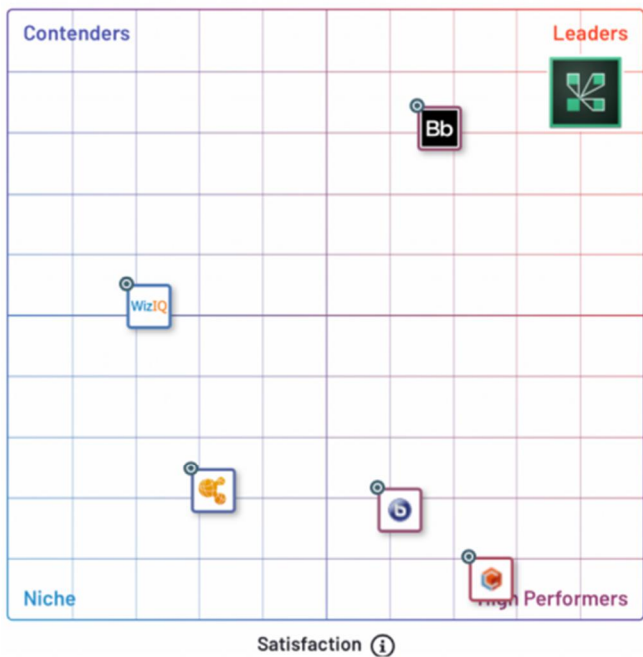 Contenders
Leaders
Bb
WizIQ
b
Niche
High Performers
Satisfaction i